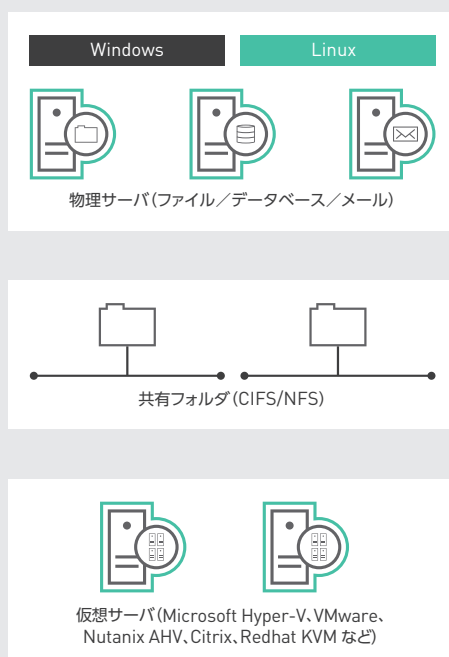 Windows
Linux
物理サーバ(ファイル／データベース／メール)
共有フォルダ(CIFS/NFS)
仮想サーバ(Microsoft Hyper-V、VMware、
Nutanix AHV、Citrix、Redhat KVM など)